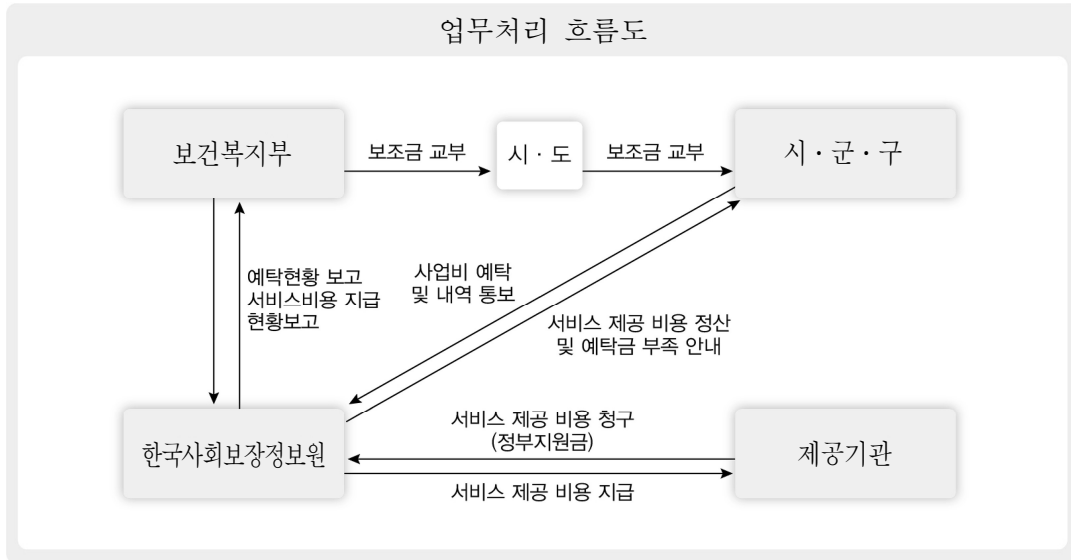 업무처리 흐름도
보건복지부
보조금 교부
시 · 도
보조금 교부
시 · 군 · 구
예탁현황 보고
서비스비용 지급
현황보고
사업비 예탁
및 내역 통보
서비스 제공 비용 정산
및 예탁금 부족 안내
한국사회보장정보원
서비스 제공 비용 청구
(정부지원금)
서비스 제공 비용 지급
제공기관